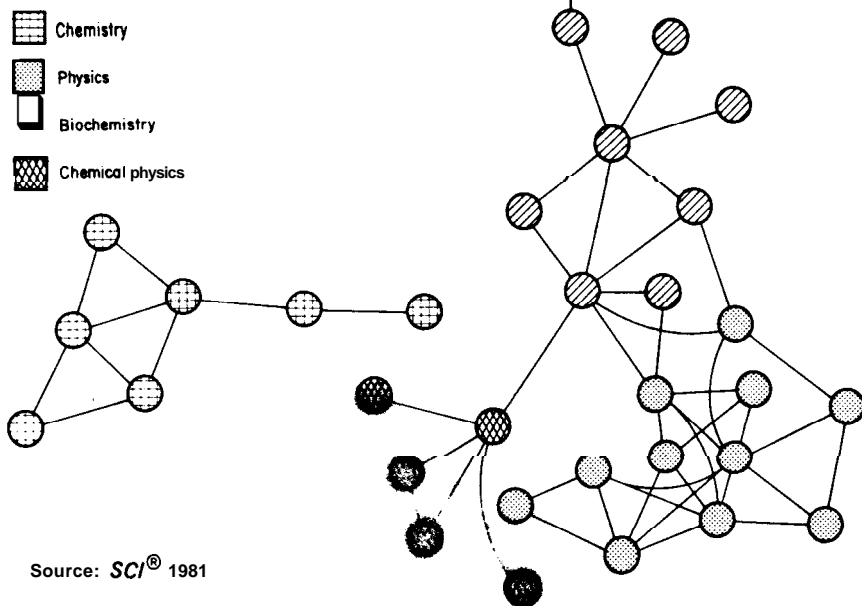 Chemistry
Physics
Biochemistry
Chemical physics
Source: SCI® 1981